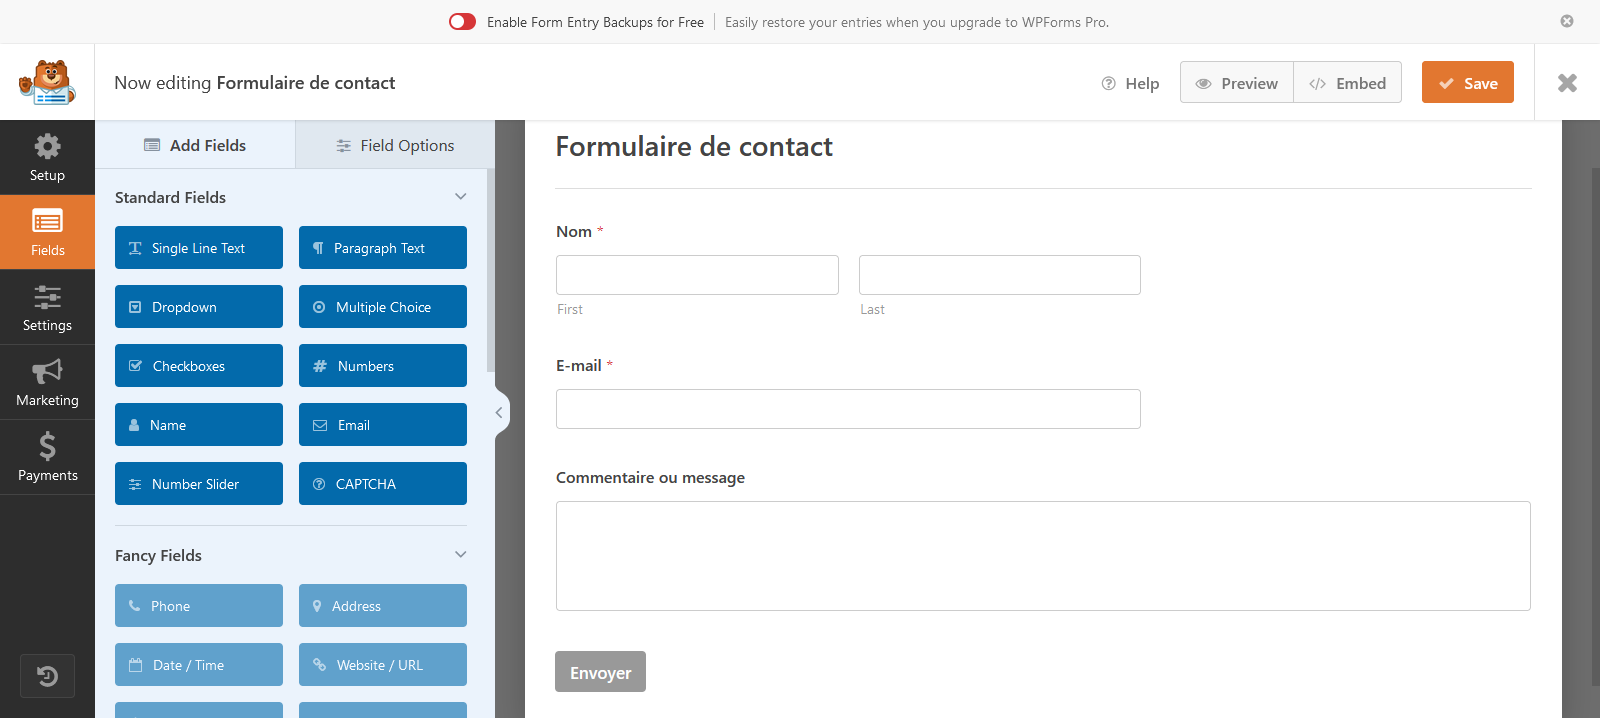 Enable Form Entry Backups for Free Easily restore your entries when you upgrade to WPForms Pro.
Now editing Formulaire de contact
Help
Preview
Embed
Save
Setup
Fields
Settings
Marketing
Payments
Add Fields
Field Options
Standard Fields
Single Line Text
Paragraph Text
Dropdown
Multiple Choice
Checkboxes
Numbers
Name
Email
Number Slider
CAPTCHA
Fancy Fields
Phone
Address
Date / Time
Website / URL
Formulaire de contact
Nom *
First
Last
E-mail *
Commentaire ou message
Envoyer